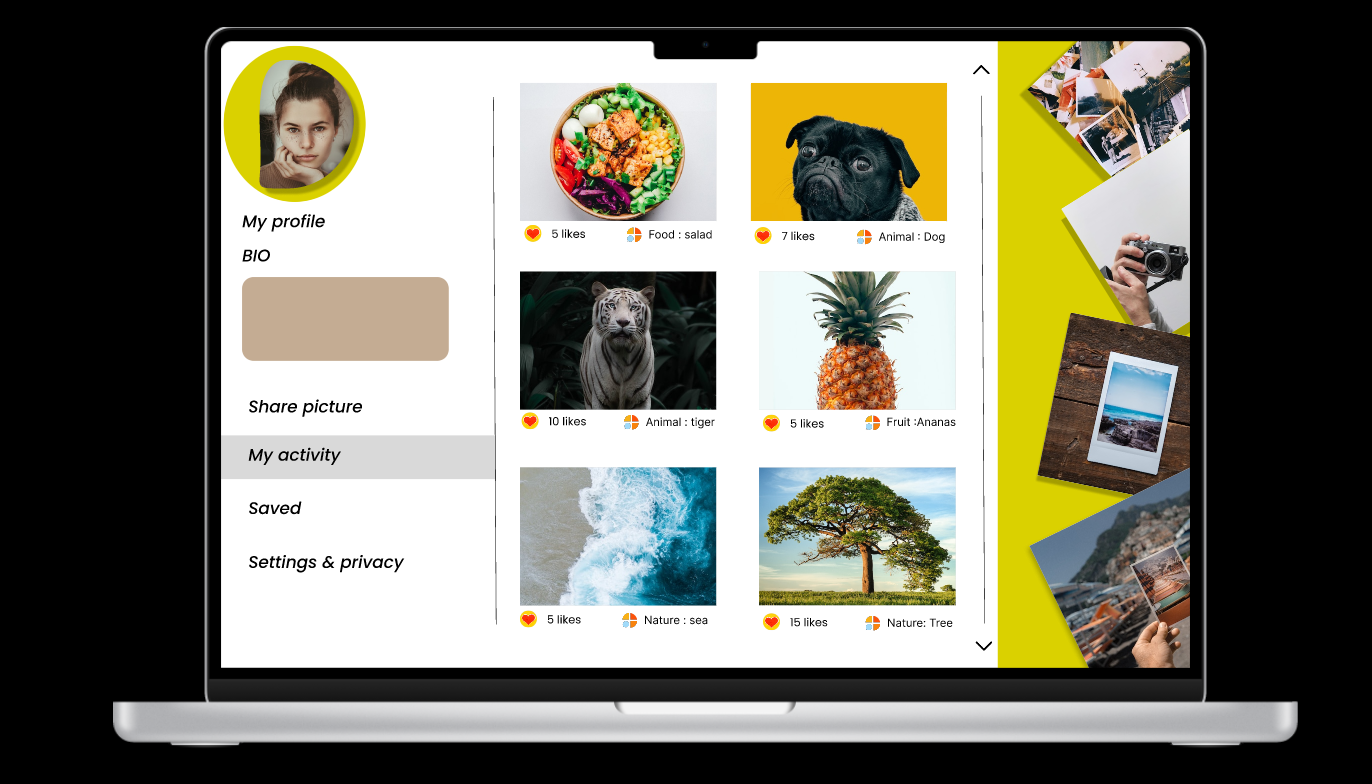 My profile
BIO
Share picture
My activity
Saved
Settings & privacy
5 likes Food : salad
7 likes Animal : Dog
10 likes Animal : tiger
5 likes Fruit :Ananas
5 likes Nature : sea
15 likes Nature: Tree